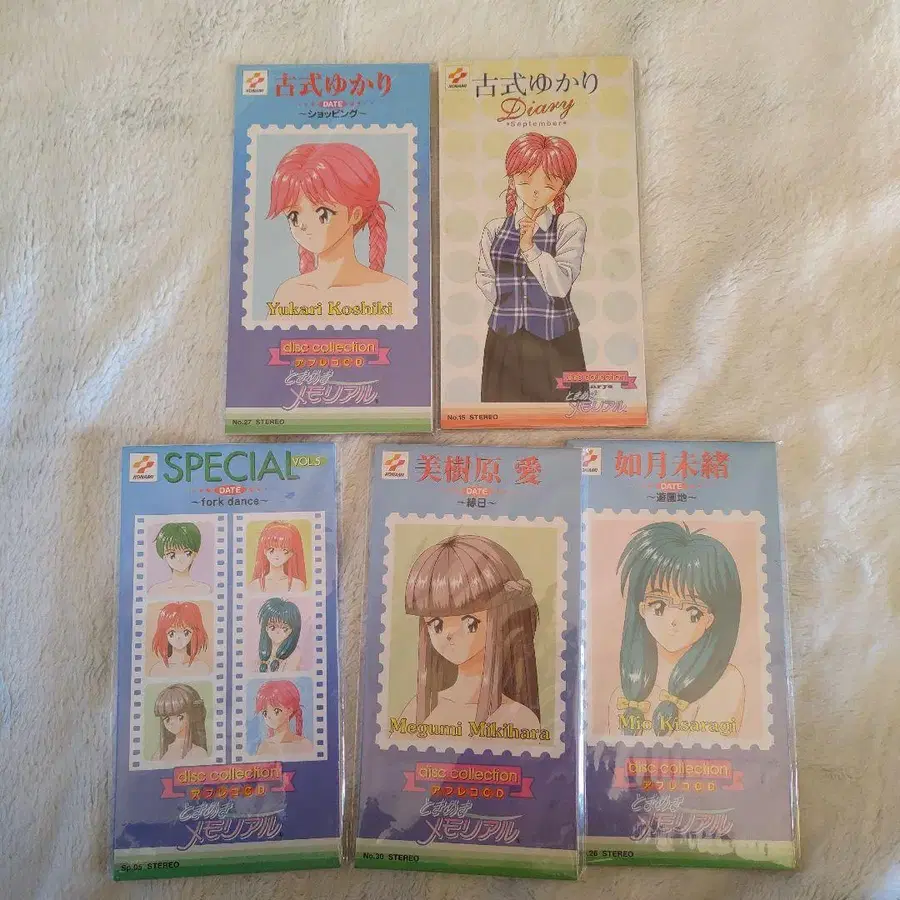 KONAMI
古式ゆかり
DATE
～ショッピング～
Yukari Koshiki
disc collection
アフレコCD
ときめき
メモリアル
No.27 STEREO
KONAMI
古式ゆかり
Diary
•September•
disc collection
ときめき
メモリアル
No.15 STEREO
KONAMI
SPECIAL VOL.5
DATE
～fork dance～
disc collection
アフレコCD
ときめき
メモリアル
Sp.05 STEREO
KONAMI
美樹原 愛
DATE
～縁日～
Megumi Mikihara
disc collection
アフレコCD
ときめき
メモリアル
No.30 STEREO
KONAMI
如月未緒
DATE
～遊園地～
Mio Kisaragi
disc collection
アフレコCD
ときめき
メモリアル
26 STEREO